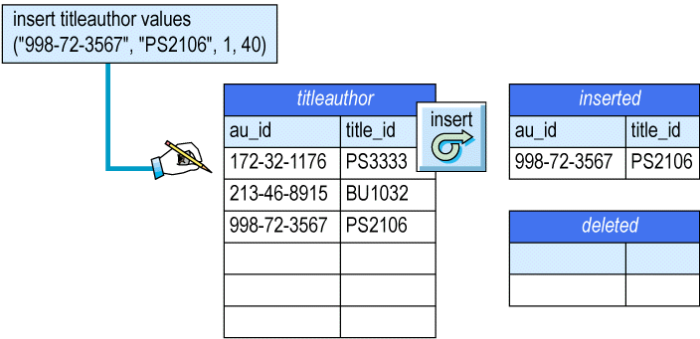 insert titleauthor values
("998-72-3567", "PS2106", 1, 40)
titleauthor
au_id title_id
172-32-1176 PS3333
213-46-8915 BU1032
998-72-3567 PS2106
insert
inserted
au_id title_id
998-72-3567 PS2106
deleted